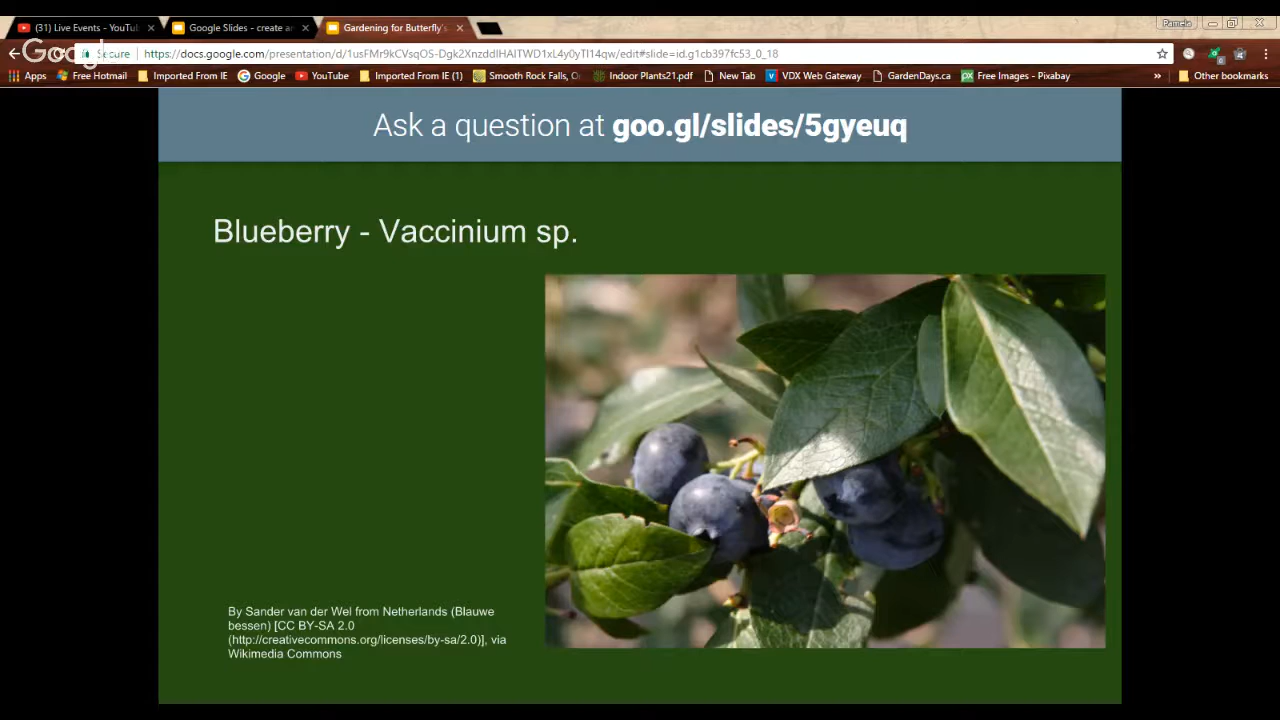 (31) Live Events - YouTu
Google Slides - create a
Gardening for Butterfly's
Pamela
Secure
https://docs.google.com/presentation/d/1usFMr9kCVsqOS-Dgk2XnzddIHAITWD1xL4y0yTl14qw/edit#slide=id.g1cb397fc53_0_18
Apps
Free Hotmail
Imported From IE
Google
YouTube
Imported From IE (1)
Smooth Rock Falls, O
Indoor Plants21.pdf
New Tab
VDX Web Gateway
GardenDays.ca
Free Images - Pixabay
»
Other bookmarks
Ask a question at goo.gl/slides/5gyeuq
Blueberry - Vaccinium sp.
By Sander van der Wel from Netherlands (Blauwe
bessen) [CC BY-SA 2.0
(http://creativecommons.org/licenses/by-sa/2.0)], via
Wikimedia Commons